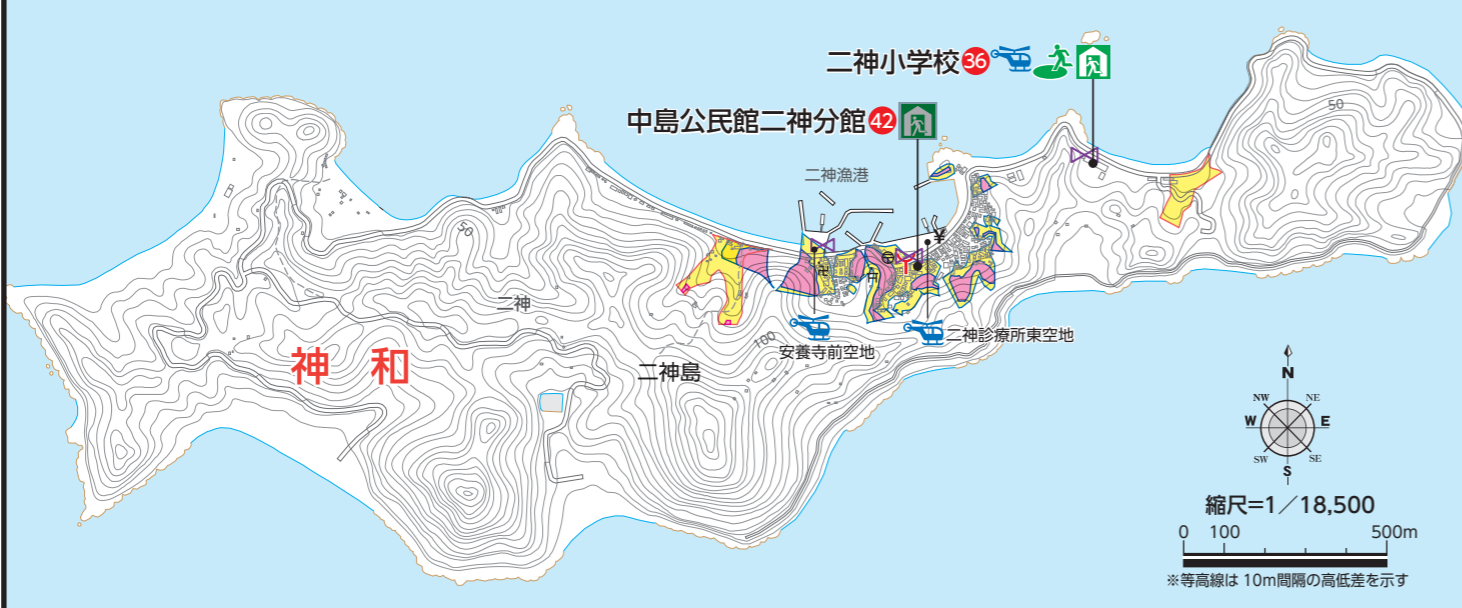 二神小学校36
50
中島公民館二神分館42
二神漁港
50
二神
安養寺前空地
100
二神診療所東空地
神和
二神島
N
NW
NE
W
E
SW
SE
S
縮尺=1/18,500
0 100 500m
※等高線は10m間隔の高低差を示す